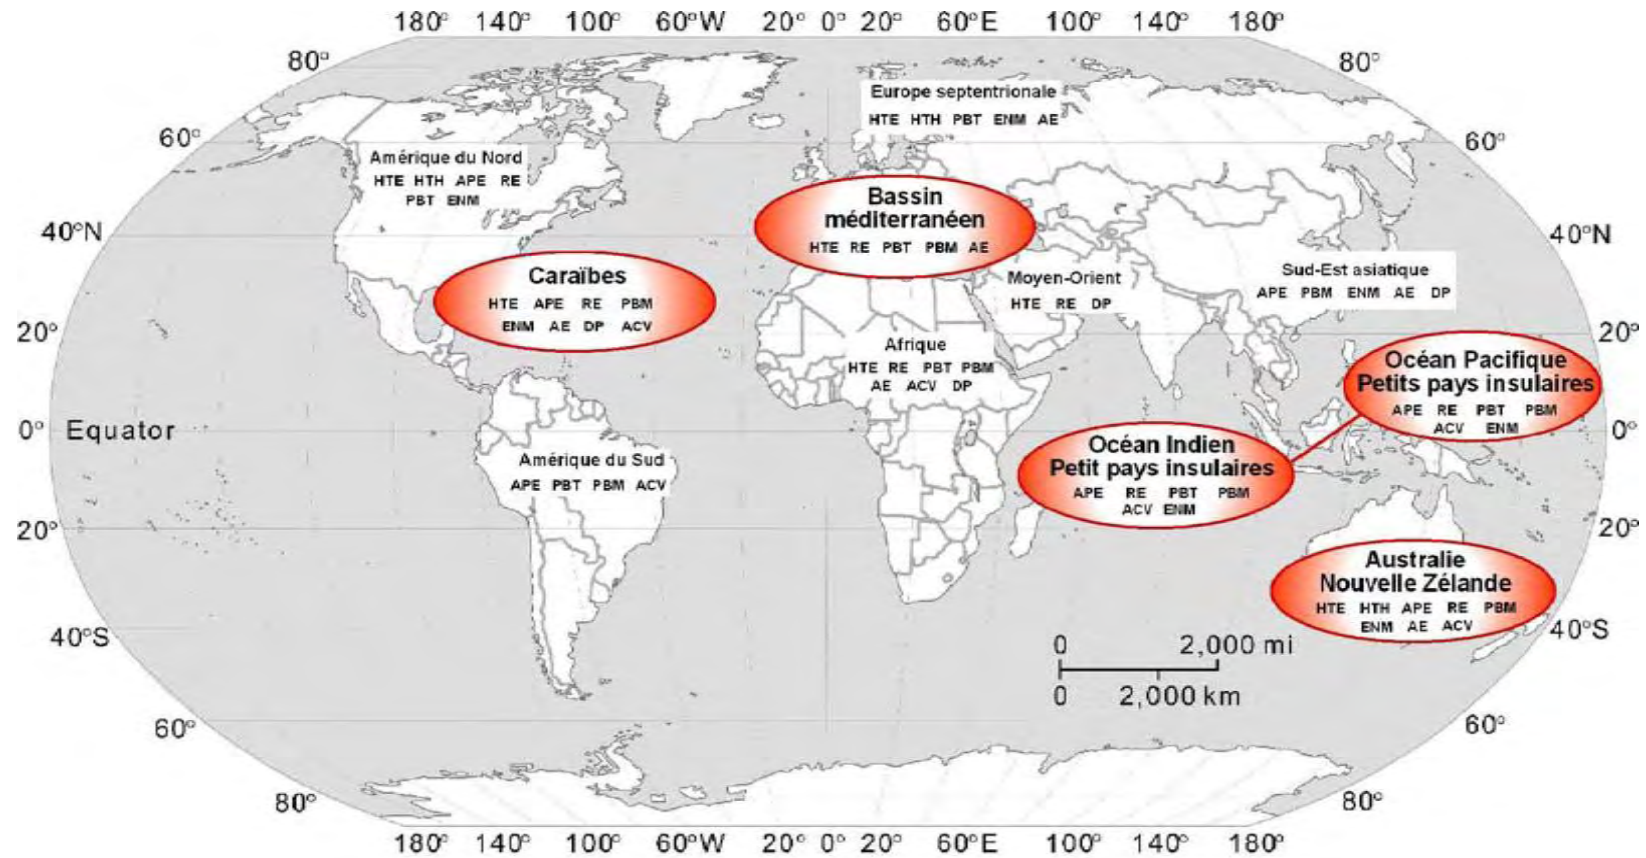 180° 140° 100° 60°W 20° 0° 20° 60°E 100° 140° 180°
80° 80°
Europe septentrionale
HTE HTH PBT ENM AE
60° 60°
Amérique du Nord
HTE HTH APE RE
PBT ENM
Bassin
méditerranéen
HTE RE PBT PBM AE
40°N 40°N
Caraïbes
HTE APE RE PBM
ENM AE DP ACV
Moyen-Orient
HTE RE DP
Sud-Est asiatique
APE PBM ENM AE DP
20° 20°
Afrique
HTE RE PBT PBM
AE ACV DP
Océan Pacifique
Petits pays insulaires
APE RE PBT PBM
ACV ENM
0° Equator 0°
Océan Indien
Petit pays insulaires
APE RE PBT PBM
ACV ENM
Amérique du Sud
APE PBT PBM ACV
20° 20°
Australie
Nouvelle Zélande
HTE HTH APE RE PBM
ENM AE ACV
40°S 40°S
0 2,000 mi
0 2,000 km
60° 60°
80° 80°
180° 140° 100° 60°W 20° 0° 20° 60°E 100° 140° 180°